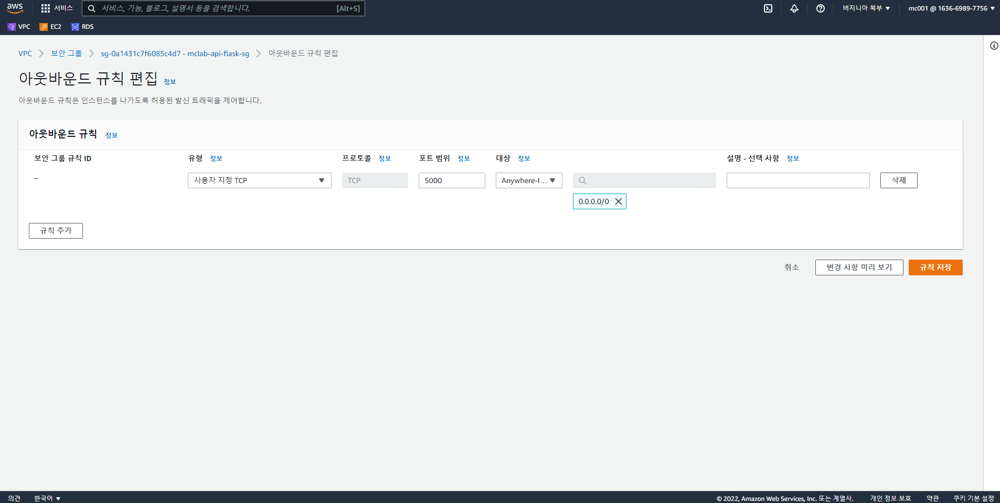 aws 서비스 서비스, 기능, 블로그, 설명서 등을 검색합니다. [Alt+S] 버지니아 북부 ▼ mc001 @ 1636-6989-7756 ▼
VPC EC2 RDS
VPC > 보안 그룹 > sg-0a1431c7f6085c4d7 - mclab-api-flask-sg > 아웃바운드 규칙 편집
아웃바운드 규칙 편집 정보
아웃바운드 규칙은 인스턴스를 나가도록 허용된 발신 트래픽을 제어합니다.
아웃바운드 규칙 정보
보안 그룹 규칙 ID 유형 정보 프로토콜 정보 포트 범위 정보 대상 정보 설명 - 선택 사항 정보
– 사용자 지정 TCP ▼ TCP 5000 Anywhere-I... ▼ 삭제
0.0.0.0/0 ×
규칙 추가
취소 변경 사항 미리 보기 규칙 저장
의견 한국어 ▼ © 2022, Amazon Web Services, Inc. 또는 계열사. 개인 정보 보호 약관 쿠키 기본 설정